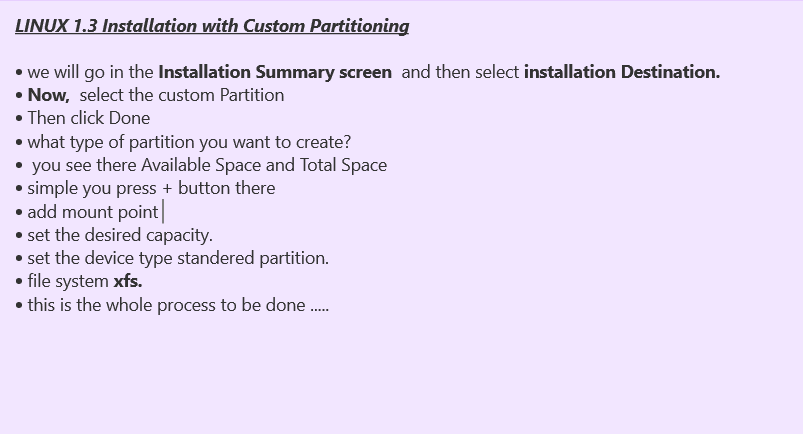 LINUX 1.3 Installation with Custom Partitioning
• we will go in the Installation Summary screen and then select installation Destination.
• Now, select the custom Partition
• Then click Done
• what type of partition you want to create?
• you see there Available Space and Total Space
• simple you press + button there
• add mount point
• set the desired capacity.
• set the device type standered partition.
• file system xfs.
• this is the whole process to be done .....